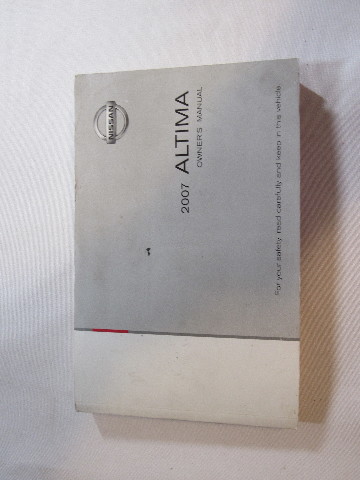 NISSAN
2007 ALTIMA
OWNER'S MANUAL
For your safety, read carefully and keep in this vehicle.